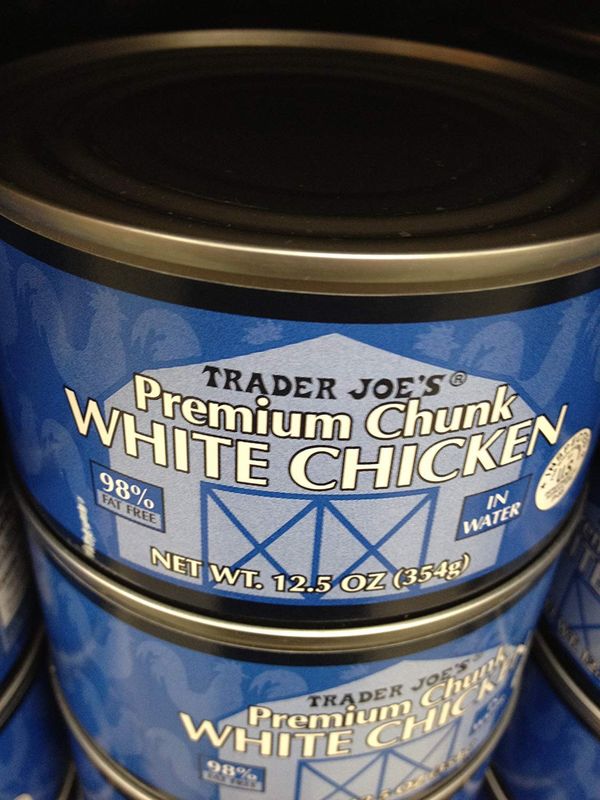 TRADER JOE'S®
Premium Chunk
WHITE CHICKEN
98%
FAT FREE
IN
WATER
NET WT. 12.5 OZ (354g)
TRADER JOE'S
Premium Chunk
WHITE CHICK
98%